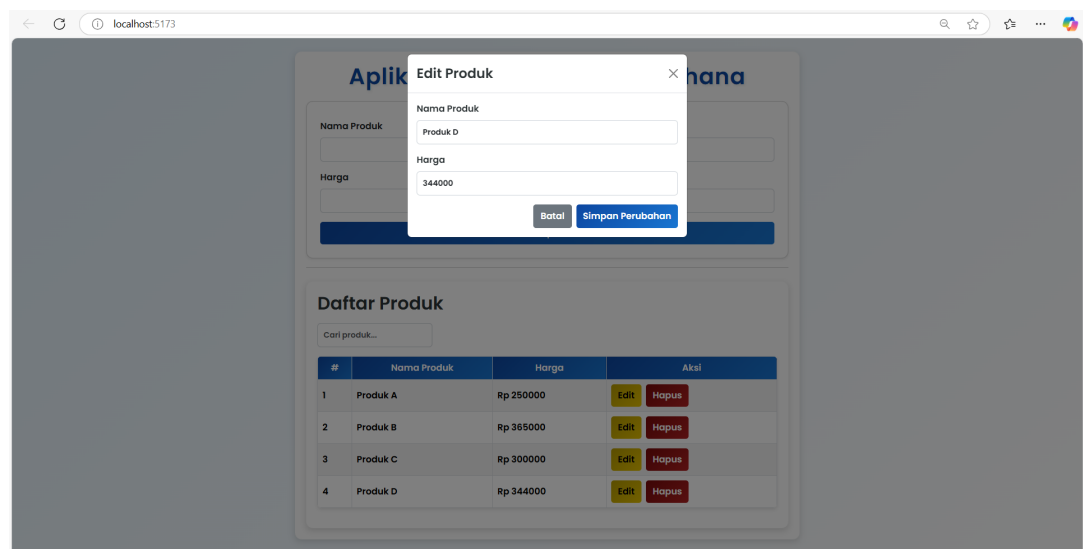 localhost:5173
Aplik
hana
Edit Produk
Nama Produk
Produk D
Harga
344000
Batal Simpan Perubahan
Nama Produk
Harga
Daftar Produk
Cari produk...
# Nama Produk Harga Aksi
1 Produk A Rp 250000 Edit Hapus
2 Produk B Rp 365000 Edit Hapus
3 Produk C Rp 300000 Edit Hapus
4 Produk D Rp 344000 Edit Hapus